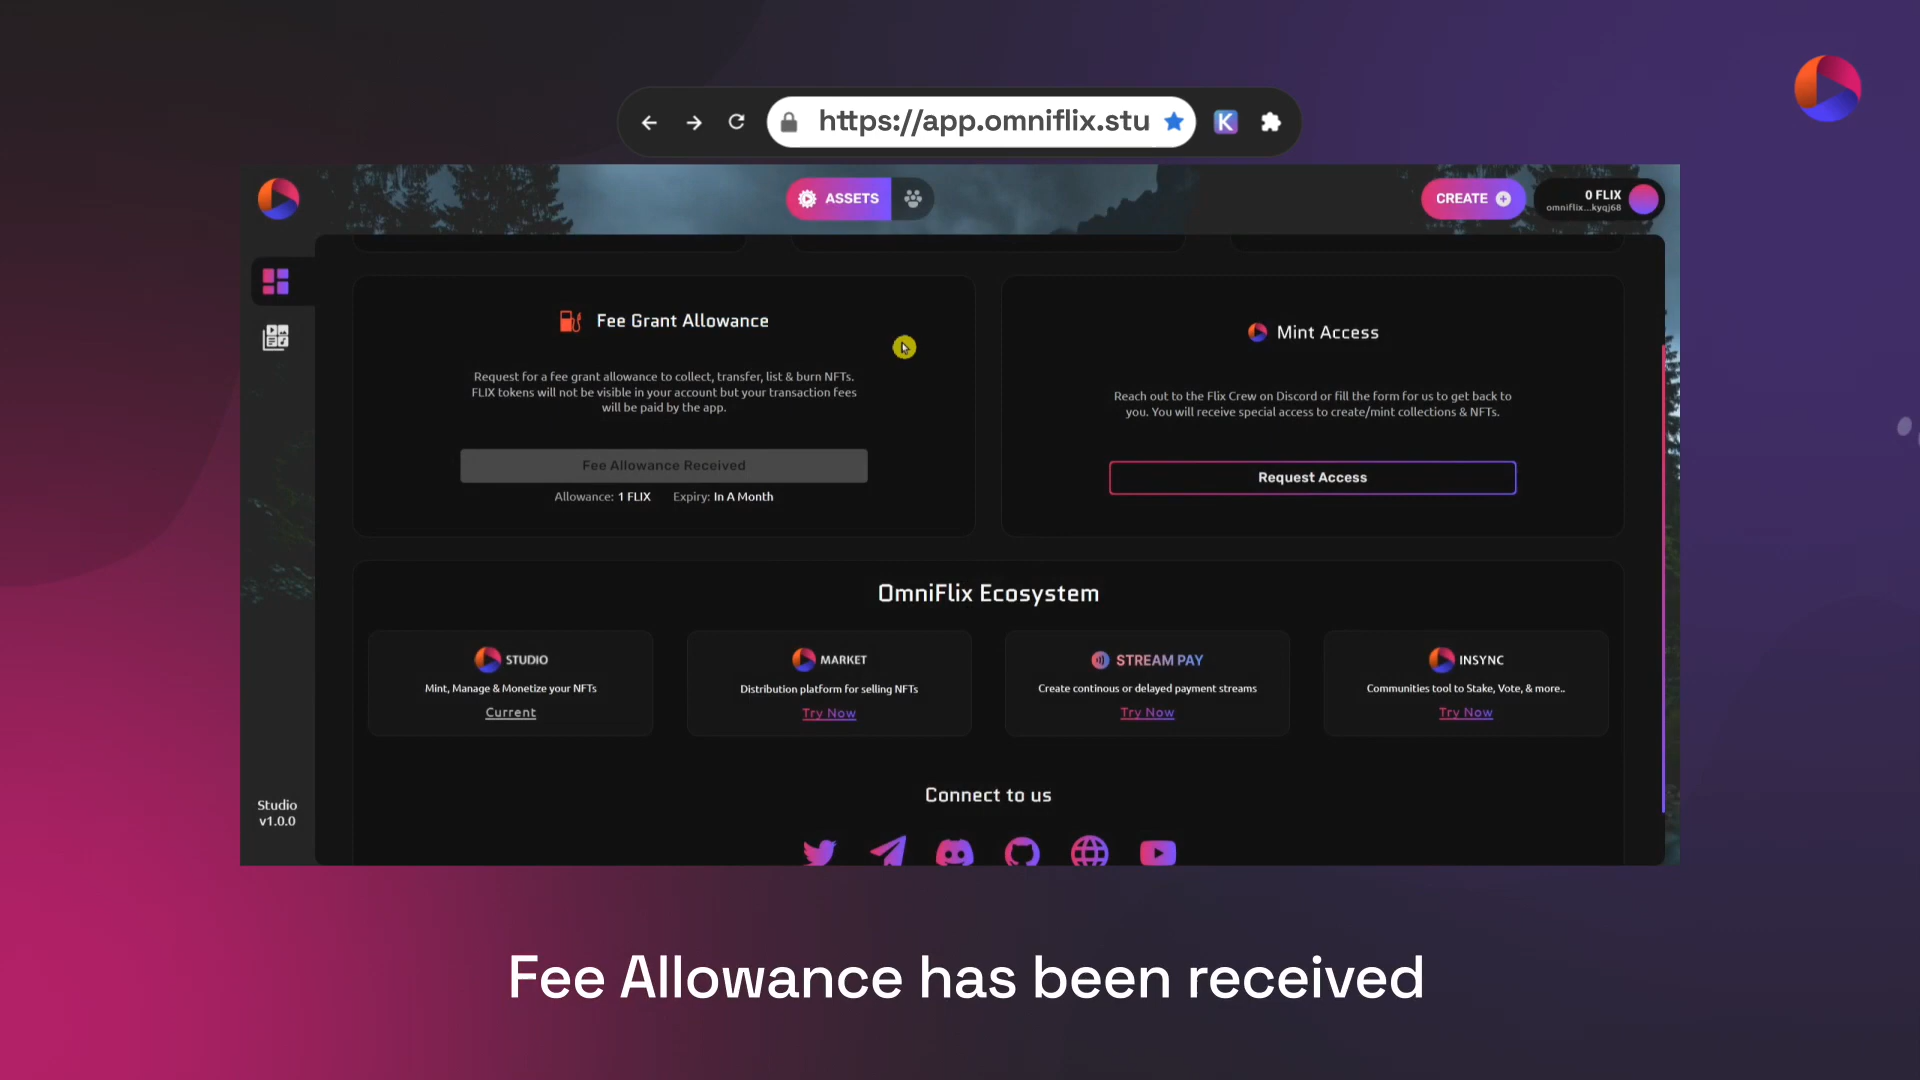 https://app.omniflix.stu
K
ASSETS
CREATE
0 FLIX
omniflix...kyqj68
Fee Grant Allowance
Request for a fee grant allowance to collect, transfer, list & burn NFTs.
FLIX tokens will not be visible in your account but your transaction fees
will be paid by the app.
Fee Allowance Received
Allowance: 1 FLIX Expiry: In A Month
Mint Access
Reach out to the Flix Crew on Discord or fill the form for us to get back to
you. You will receive special access to create/mint collections & NFTs.
Request Access
OmniFlix Ecosystem
STUDIO
Mint, Manage & Monetize your NFTs
Current
MARKET
Distribution platform for selling NFTs
Try Now
STREAM PAY
Create continous or delayed payment streams
Try Now
INSYNC
Communities tool to Stake, Vote, & more..
Try Now
Connect to us
Studio
v1.0.0
Fee Allowance has been received